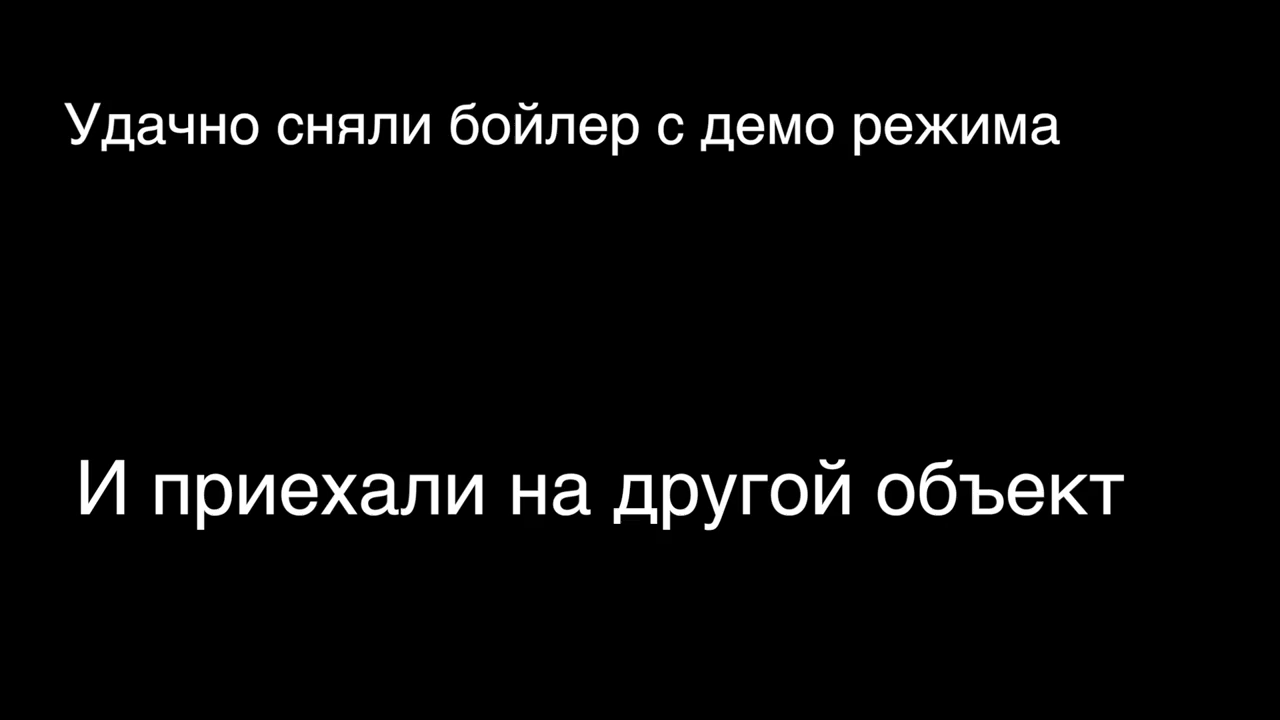 Удачно сняли бойлер с демо режима
И приехали на другой объект